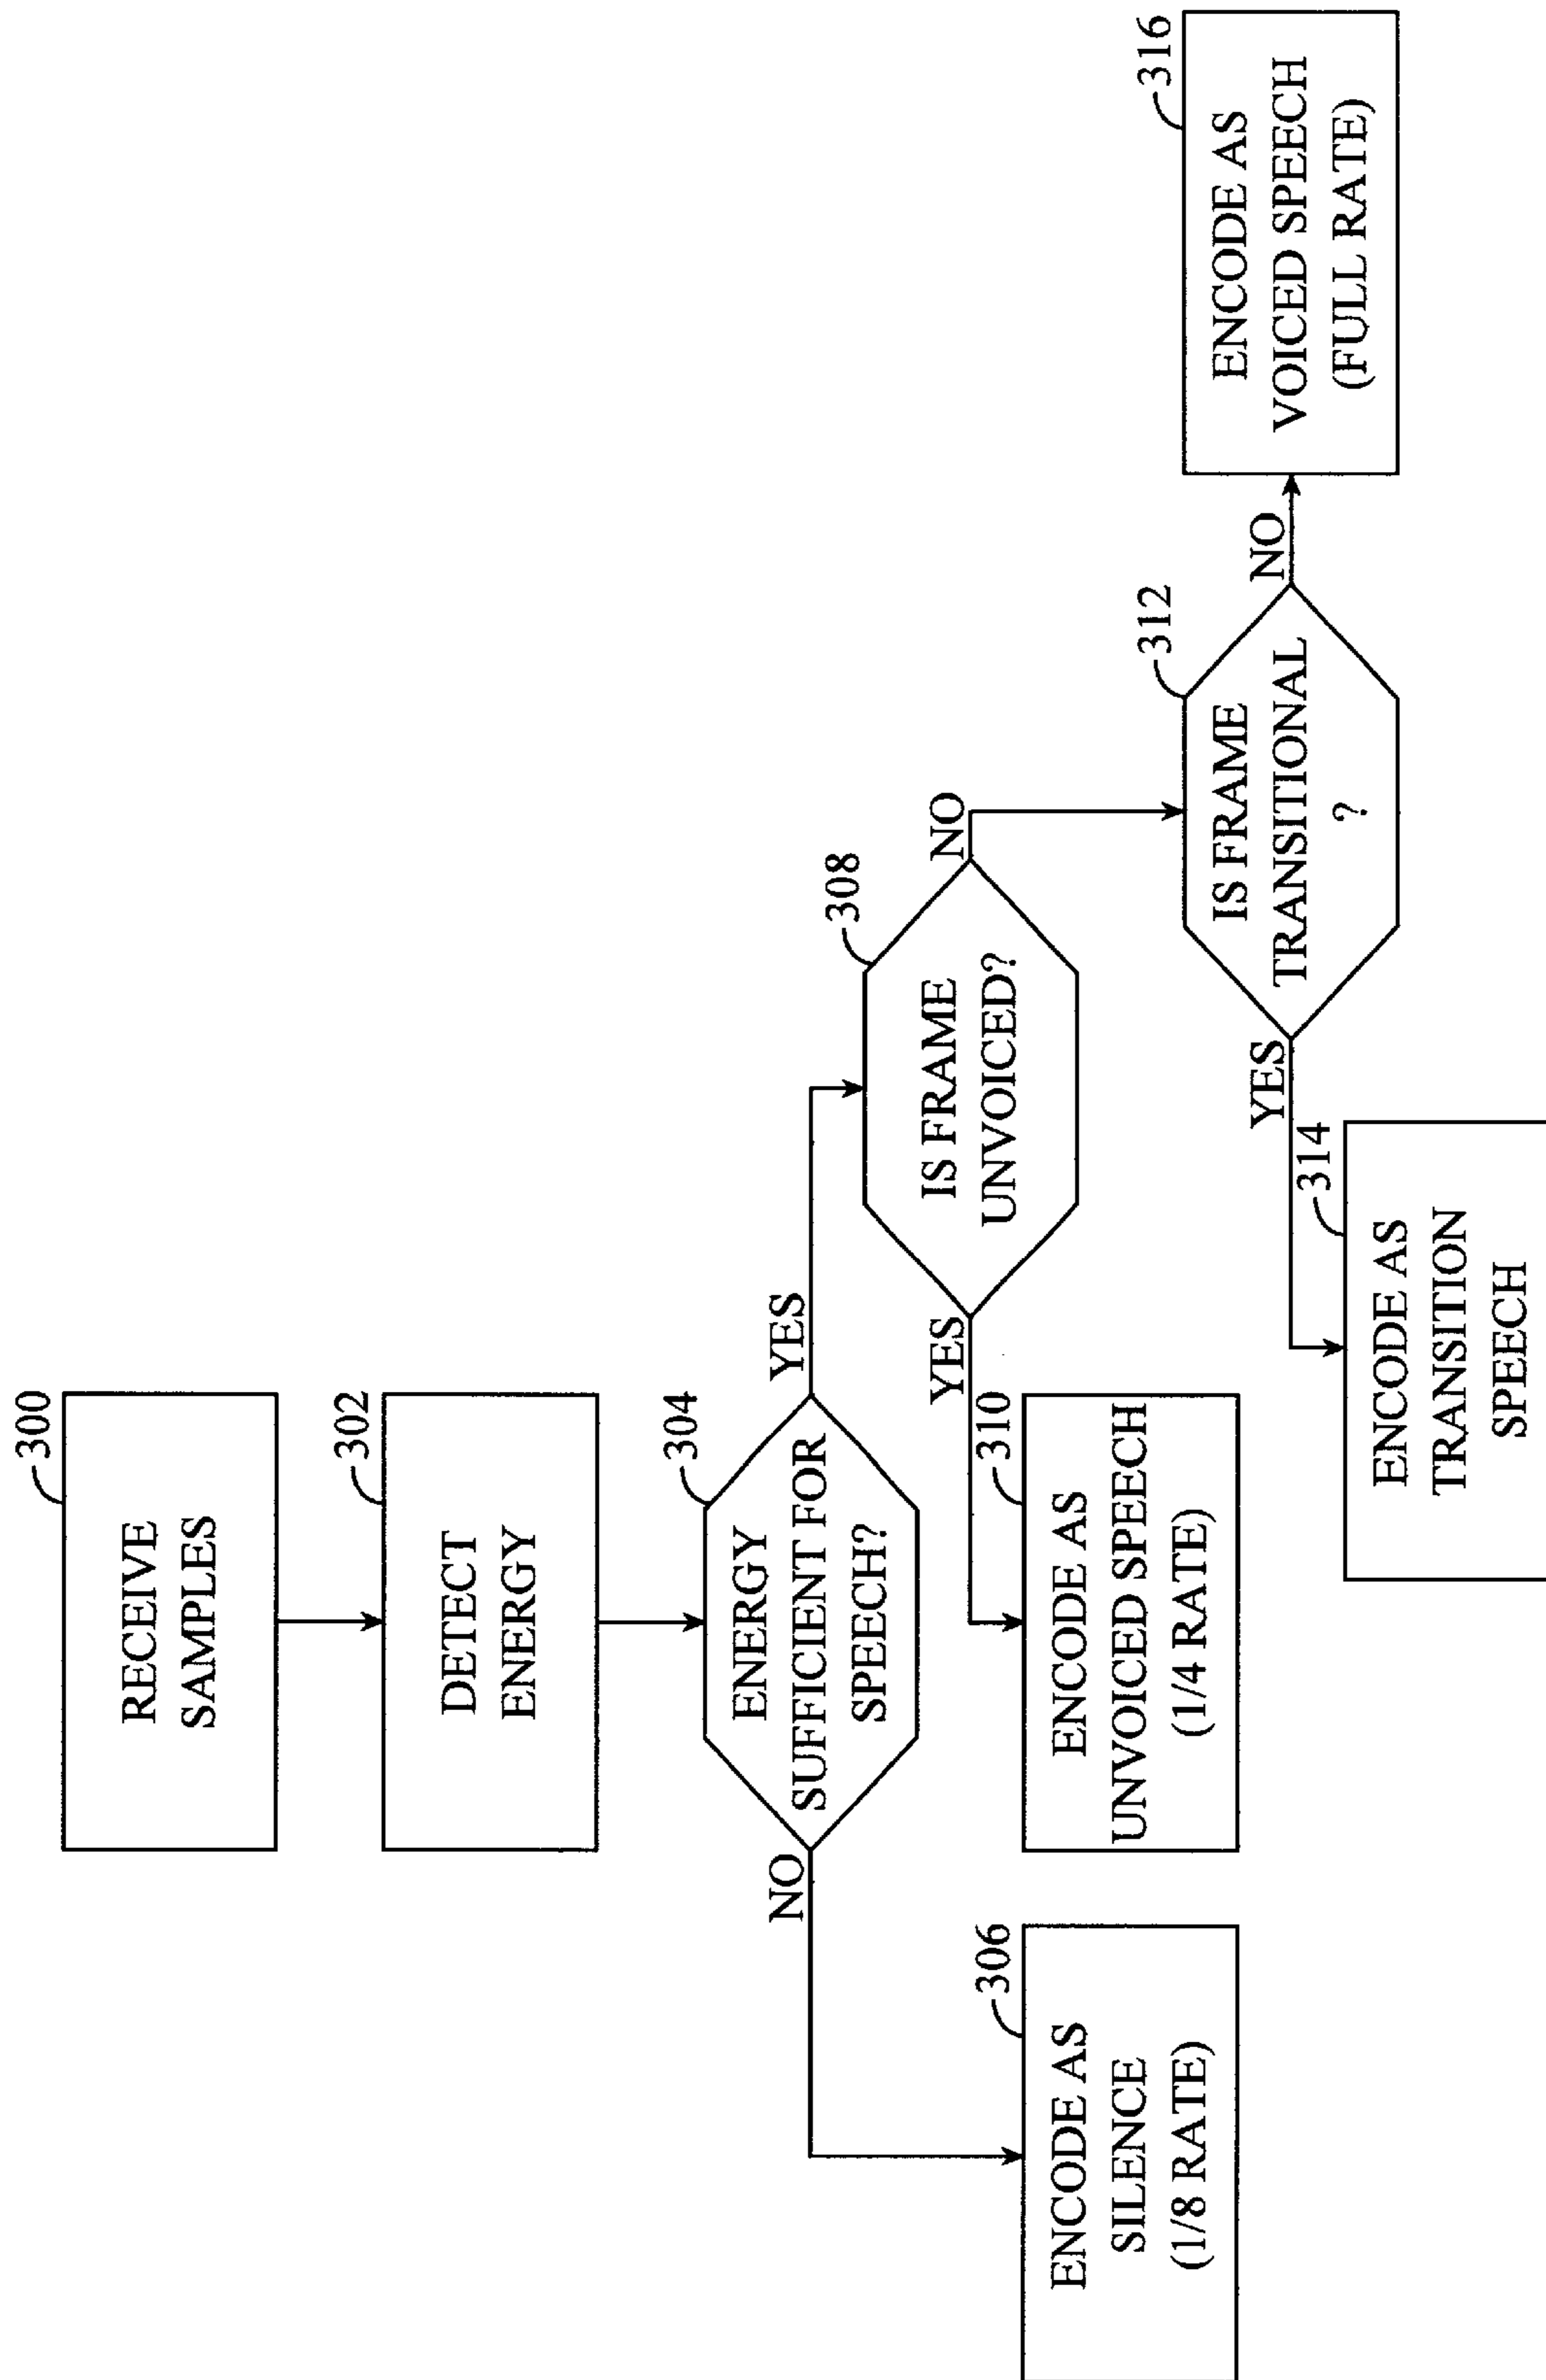 300
RECEIVE
SAMPLES
302
DETECT
ENERGY
304
ENERGY
SUFFICIENT FOR
SPEECH?
NO
YES
306
ENCODE AS
SILENCE
(1/8 RATE)
308
IS FRAME
UNVOICED?
YES
NO
310
ENCODE AS
UNVOICED SPEECH
(1/4 RATE)
312
IS FRAME
TRANSITIONAL
?
YES
NO
314
ENCODE AS
TRANSITION
SPEECH
316
ENCODE AS
VOICED SPEECH
(FULL RATE)